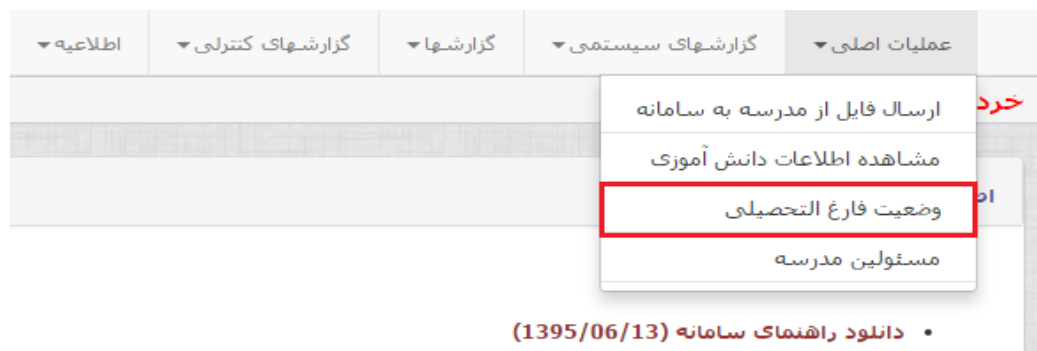 عملیات اصلی گزارشهای سیستمی گزارشها گزارشهای کنترلی اطلاعیه
خرد
ارسال فایل از مدرسه به سامانه
مشاهده اطلاعات دانش آموزی
وضعیت فارغ التحصیلی
مسئولین مدرسه
دانلود راهنمای سامانه (1395/06/13)